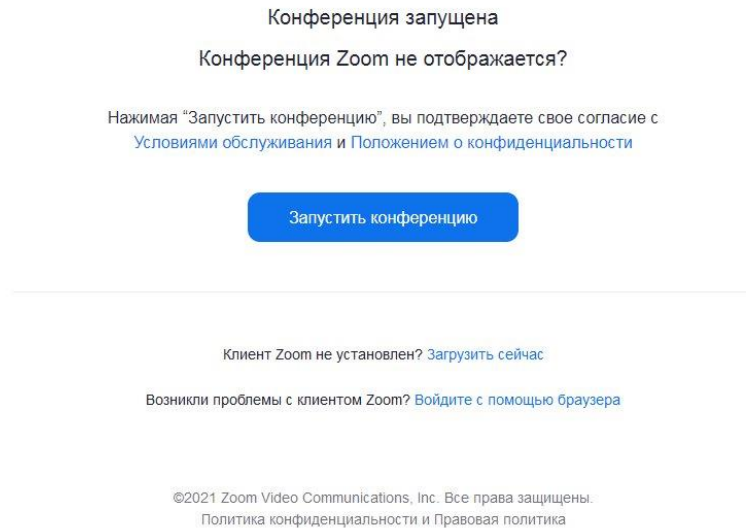 Конференция запущена
Конференция Zoom не отображается?
Нажимая “Запустить конференцию”, вы подтверждаете свое согласие с
Условиями обслуживания и Положением о конфиденциальности
Запустить конференцию
Клиент Zoom не установлен? Загрузить сейчас
Возникли проблемы с клиентом Zoom? Войдите с помощью браузера
©2021 Zoom Video Communications, Inc. Все права защищены.
Политика конфиденциальности и Правовая политика